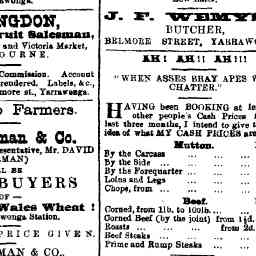 NGDON,
ruit Salesman,
and Victoria Market,
OURNE.
Commission. Account
rendered. Labels, &c.,
more st., Yarrawonga.
o Farmers.
man & Co.
resentative, Mr. DAVID
MAN)
LL BE
BUYERS
OF
Wales Wheat!
wonga Station.
PRICE GIVEN.
MAN & CO.,
J. F. WEMYS
BUTCHER,
BELMORE STREET, YARRAWO
AH! AH!! AH!!!
"WHEN ASSES BRAY APES W
CHATTER."
HAVING been BOOKING at le
other people's Cash Prices f
last three months, I intend to give t
idea of what MY CASH PRICES are
Mutton.
By the Carcass ... ... ...
By the Side ... ... ...
By the Forequarter ... ... ...
Loins and Legs ... ... ...
Chops, from ... ... ...
Beef.
Corned, from 1lb. to 100lb... ...
Corned Beef (by the joint) from 1½d.
Roasts ... ... ... from 2d.
Beef Steaks ... ... ...
Prime and Rump Steaks ... ...